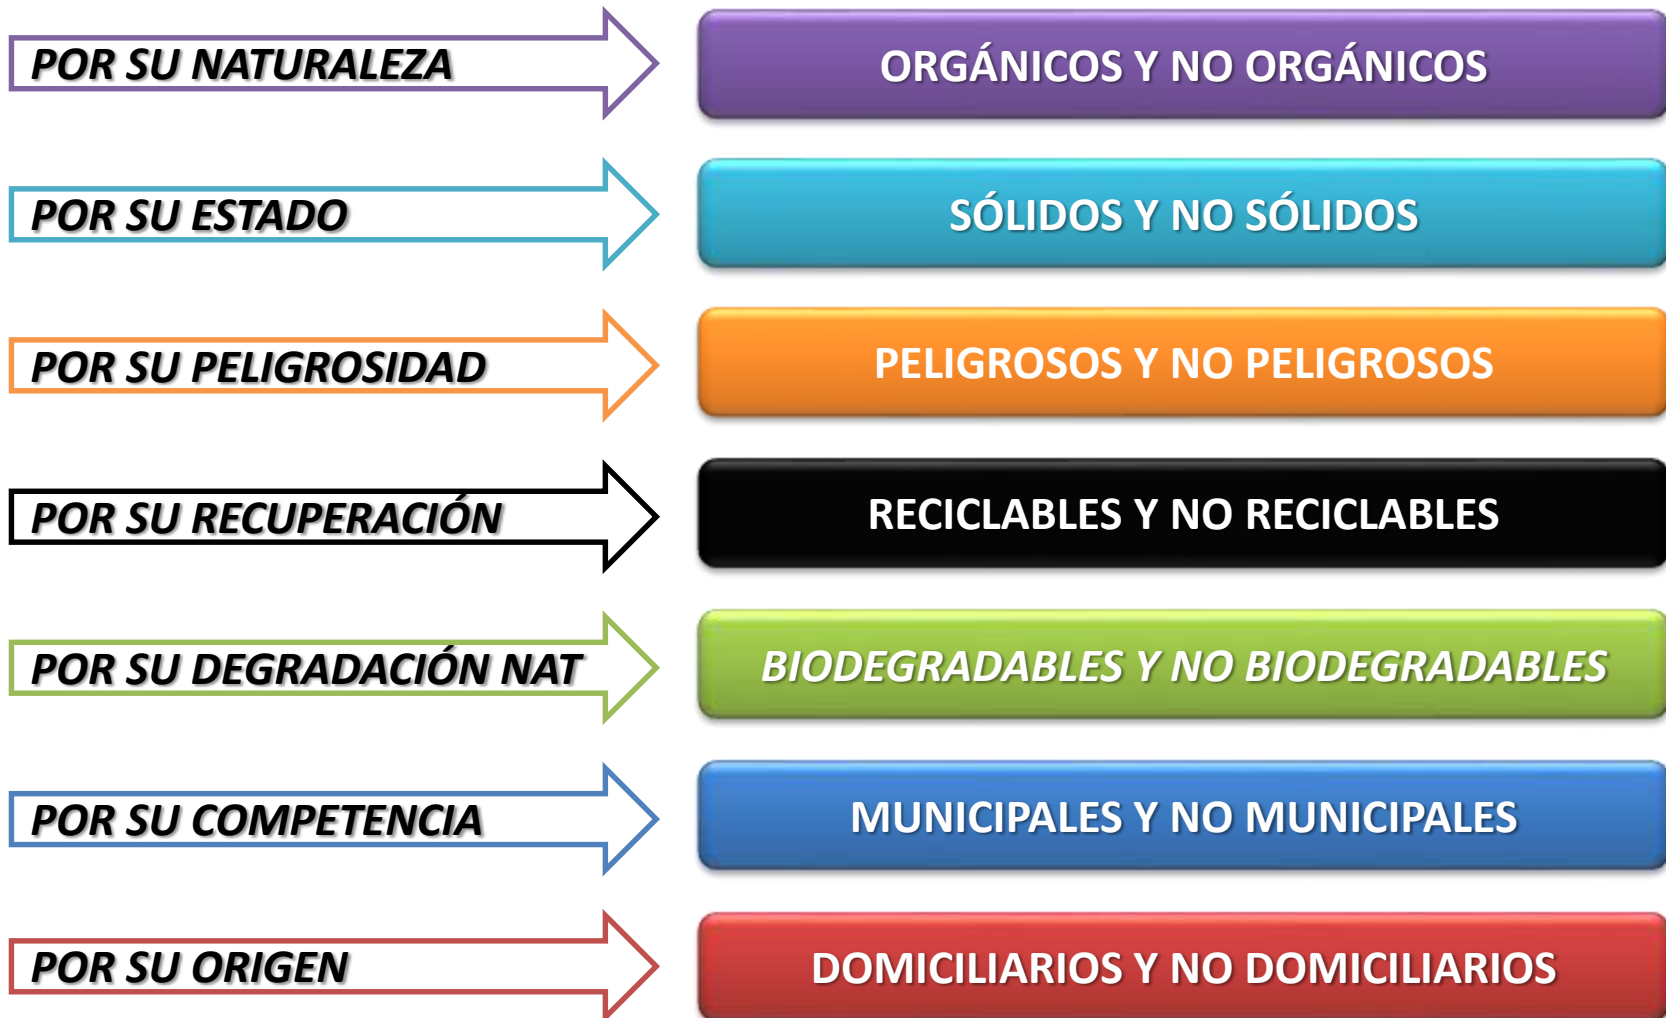 POR SU NATURALEZA
ORGÁNICOS Y NO ORGÁNICOS
POR SU ESTADO
SÓLIDOS Y NO SÓLIDOS
POR SU PELIGROSIDAD
PELIGROSOS Y NO PELIGROSOS
POR SU RECUPERACIÓN
RECICLABLES Y NO RECICLABLES
POR SU DEGRADACIÓN NAT
BIODEGRADABLES Y NO BIODEGRADABLES
POR SU COMPETENCIA
MUNICIPALES Y NO MUNICIPALES
POR SU ORIGEN
DOMICILIARIOS Y NO DOMICILIARIOS